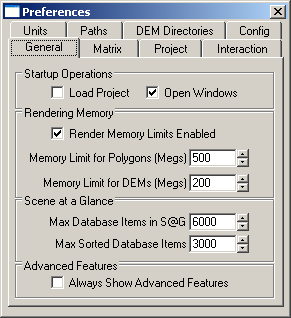 Preferences
Units Paths DEM Directories Config
General Matrix Project Interaction
Startup Operations
Load Project Open Windows
Rendering Memory
Render Memory Limits Enabled
Memory Limit for Polygons (Megs) 500
Memory Limit for DEMs (Megs) 200
Scene at a Glance
Max Database Items in S@G 6000
Max Sorted Database Items 3000
Advanced Features
Always Show Advanced Features